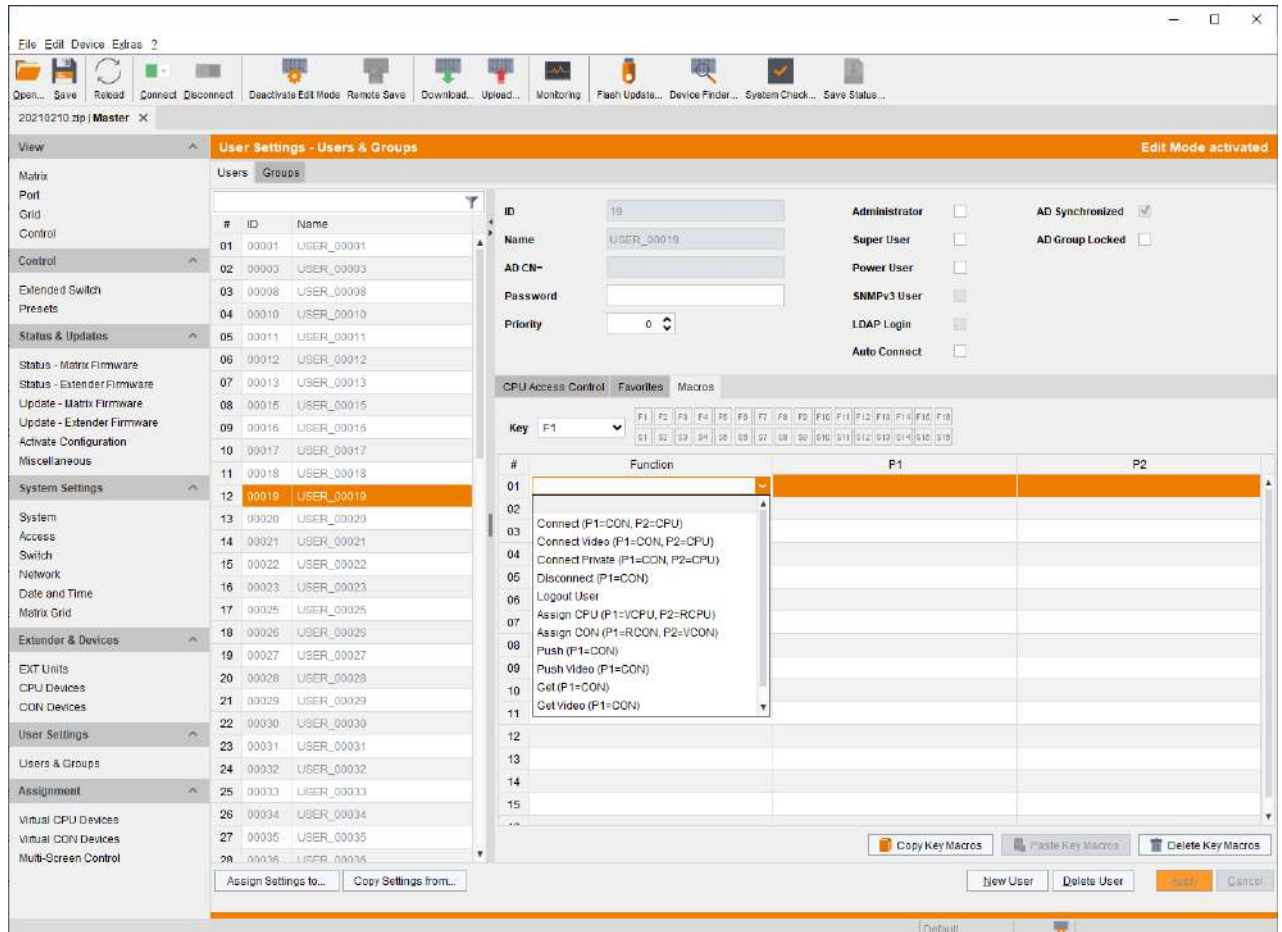 File Edit Device Extras ?
Open... Save Reload Connect Disconnect Deactivate Edit Mode Remote Save Download... Upload... Monitoring Flash Update... Device Finder... System Check... Save Status...
20210210.zip | Master
View
Matrix
Port
Grid
Control
Control
Extended Switch
Presets
Status & Updates
Status - Matrix Firmware
Status - Extender Firmware
Update - Matrix Firmware
Update - Extender Firmware
Activate Configuration
Miscellaneous
System Settings
System
Access
Switch
Network
Date and Time
Matrix Grid
Extender & Devices
EXT Units
CPU Devices
CON Devices
User Settings
Users & Groups
Assignment
Virtual CPU Devices
Virtual CON Devices
Multi-Screen Control
User Settings - Users & Groups Edit Mode activated
Users Groups
# ID Name
01 00001 USER_00001
02 00003 USER_00003
03 00008 USER_00008
04 00010 USER_00010
05 00011 USER_00011
06 00012 USER_00012
07 00013 USER_00013
08 00015 USER_00015
09 00016 USER_00016
10 00017 USER_00017
11 00018 USER_00018
12 00019 USER_00019
13 00020 USER_00020
14 00021 USER_00021
15 00022 USER_00022
16 00023 USER_00023
17 00025 USER_00025
18 00026 USER_00026
19 00027 USER_00027
20 00028 USER_00028
21 00029 USER_00029
22 00030 USER_00030
23 00031 USER_00031
24 00032 USER_00032
25 00033 USER_00033
26 00034 USER_00034
27 00035 USER_00035
28 00036 USER_00036
Assign Settings to... Copy Settings from...
ID 19 Administrator AD Synchronized
Name USER_00019 Super User AD Group Locked
AD CN= Power User
Password SNMPv3 User
Priority 0 LDAP Login
Auto Connect
CPU Access Control Favorites Macros
Key F1
F1 F2 F3 F4 F5 F6 F7 F8 F9 F10 F11 F12 F13 F14 F15 F16
S1 S2 S3 S4 S5 S6 S7 S8 S9 S10 S11 S12 S13 S14 S15 S16
# Function P1 P2
01
02
03 Connect (P1=CON, P2=CPU)
Connect Video (P1=CON, P2=CPU)
04 Connect Private (P1=CON, P2=CPU)
05 Disconnect (P1=CON)
06 Logout User
07 Assign CPU (P1=VCPU, P2=RCPU)
Assign CON (P1=RCON, P2=VCON)
08 Push (P1=CON)
09 Push Video (P1=CON)
10 Get (P1=CON)
11 Get Video (P1=CON)
12
13
14
15
Copy Key Macros Paste Key Macros Delete Key Macros
New User Delete User Apply Cancel
Default